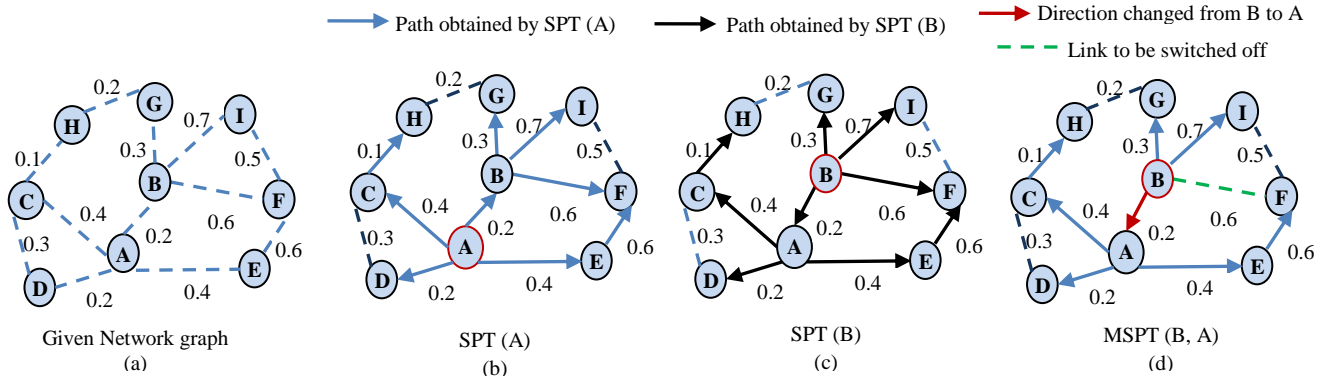 Path obtained by SPT (A)
Path obtained by SPT (B)
Direction changed from B to A
Link to be switched off
0.2
G
I
H
0.7
0.3
0.1
0.5
B
C
F
0.4
0.6
0.2
0.3
A
0.6
E
D
0.4
0.2
Given Network graph
(a)
0.2
G
I
H
0.7
0.3
0.1
0.5
B
C
F
0.4
0.6
0.2
A
0.3
E
0.6
D
0.2
0.4
SPT (A)
(b)
0.2
G
I
H
0.7
0.3
0.1
0.5
B
C
F
0.4
0.6
0.2
0.3
A
E
0.6
D
0.2
0.4
SPT (B)
(c)
0.2
G
I
H
0.7
0.3
0.1
0.5
B
C
F
0.4
0.6
0.2
0.3
A
E
0.6
D
0.2
0.4
MSPT (B, A)
(d)